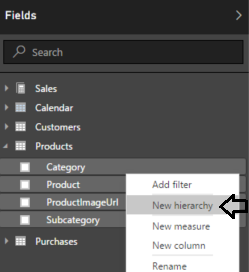 Fields
Search
Sales
Calendar
Customers
Products
Category
Product
ProductImageUrl
Subcategory
Purchases
Add filter
New hierarchy
New measure
New column
Rename